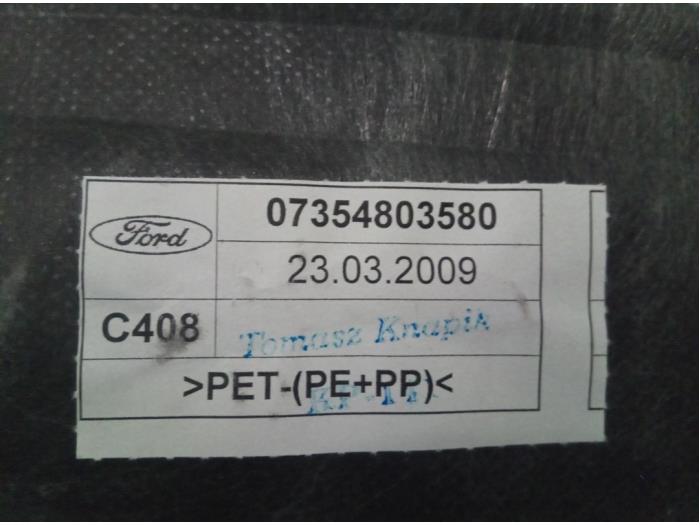 Ford
07354803580
23.03.2009
C408
Tomasz Knapik
>PET-(PE+PP)<